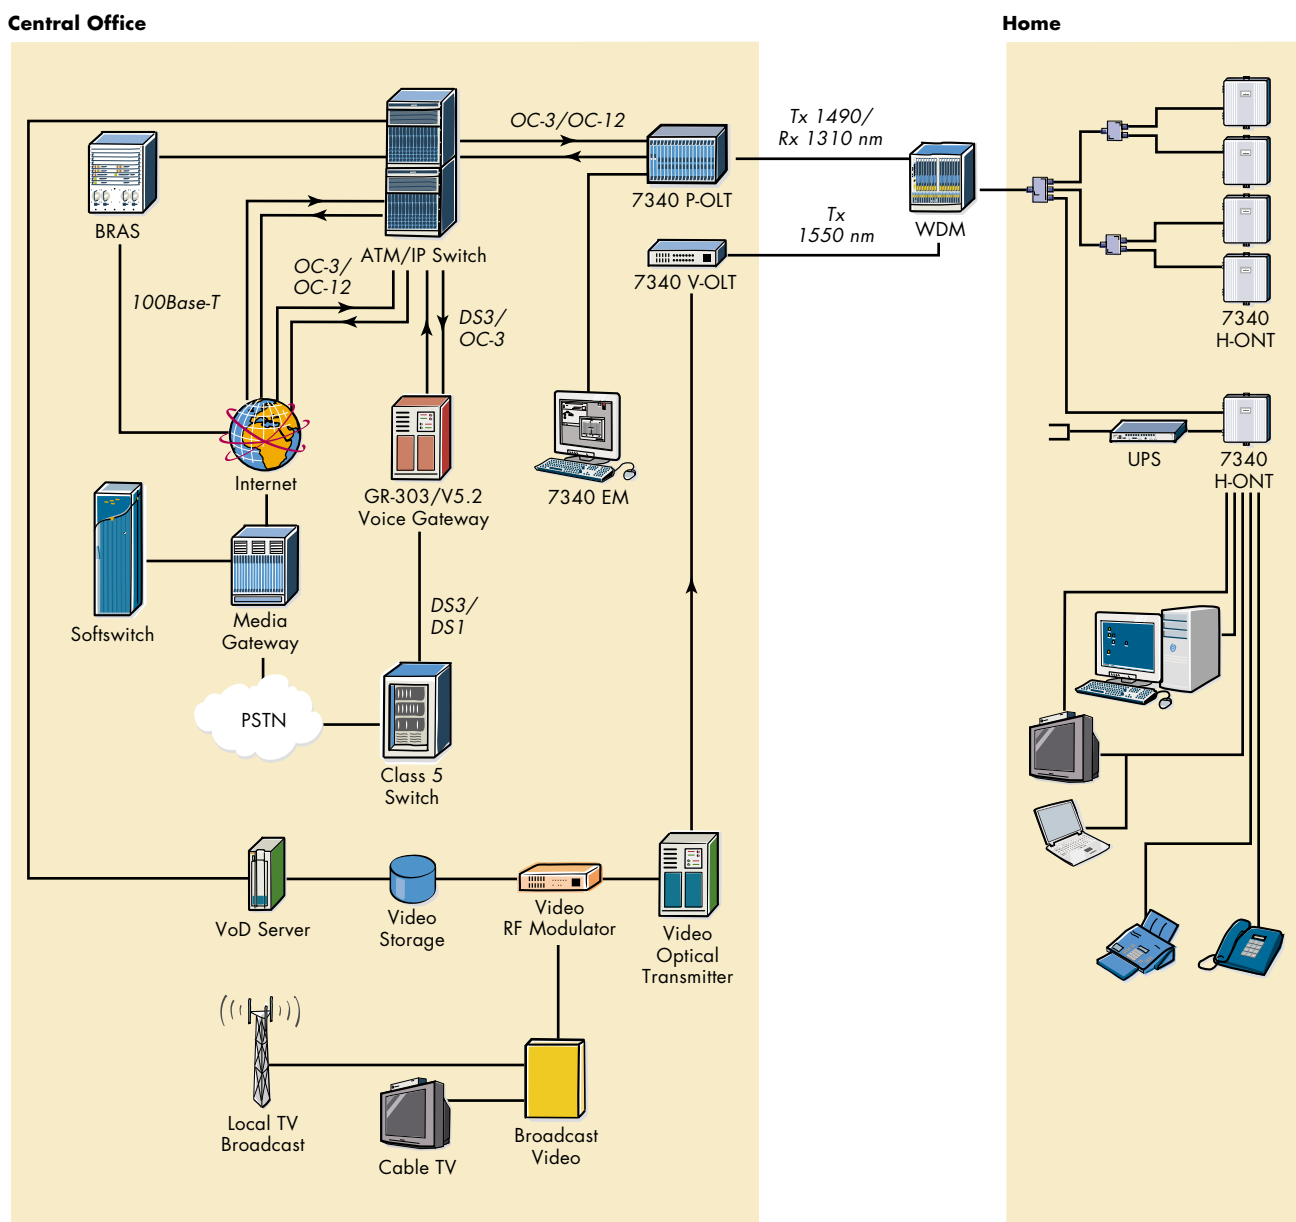 Central Office
Home
OC-3/OC-12
Tx 1490/
Rx 1310 nm
BRAS
ATM/IP Switch
7340 P-OLT
WDM
Tx
1550 nm
7340 V-OLT
100Base-T
OC-3/
OC-12
DS3/
OC-3
7340
H-ONT
Internet
GR-303/V5.2
Voice Gateway
7340 EM
UPS
7340
H-ONT
Softswitch
Media
Gateway
DS3/
DS1
PSTN
Class 5
Switch
VoD Server
Video
Storage
Video
RF Modulator
Video
Optical
Transmitter
Local TV
Broadcast
Cable TV
Broadcast
Video